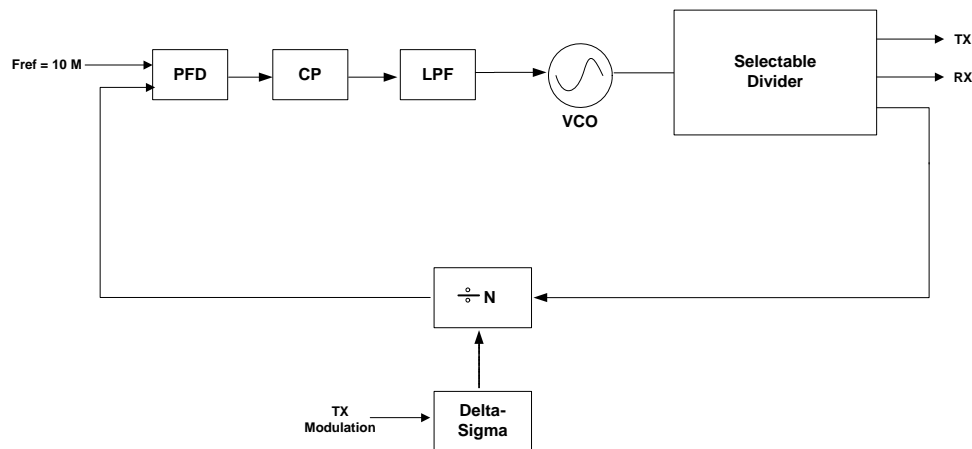 Fref = 10 M
PFD
CP
LPF
VCO
Selectable
Divider
TX
RX
÷ N
TX
Modulation
Delta-
Sigma